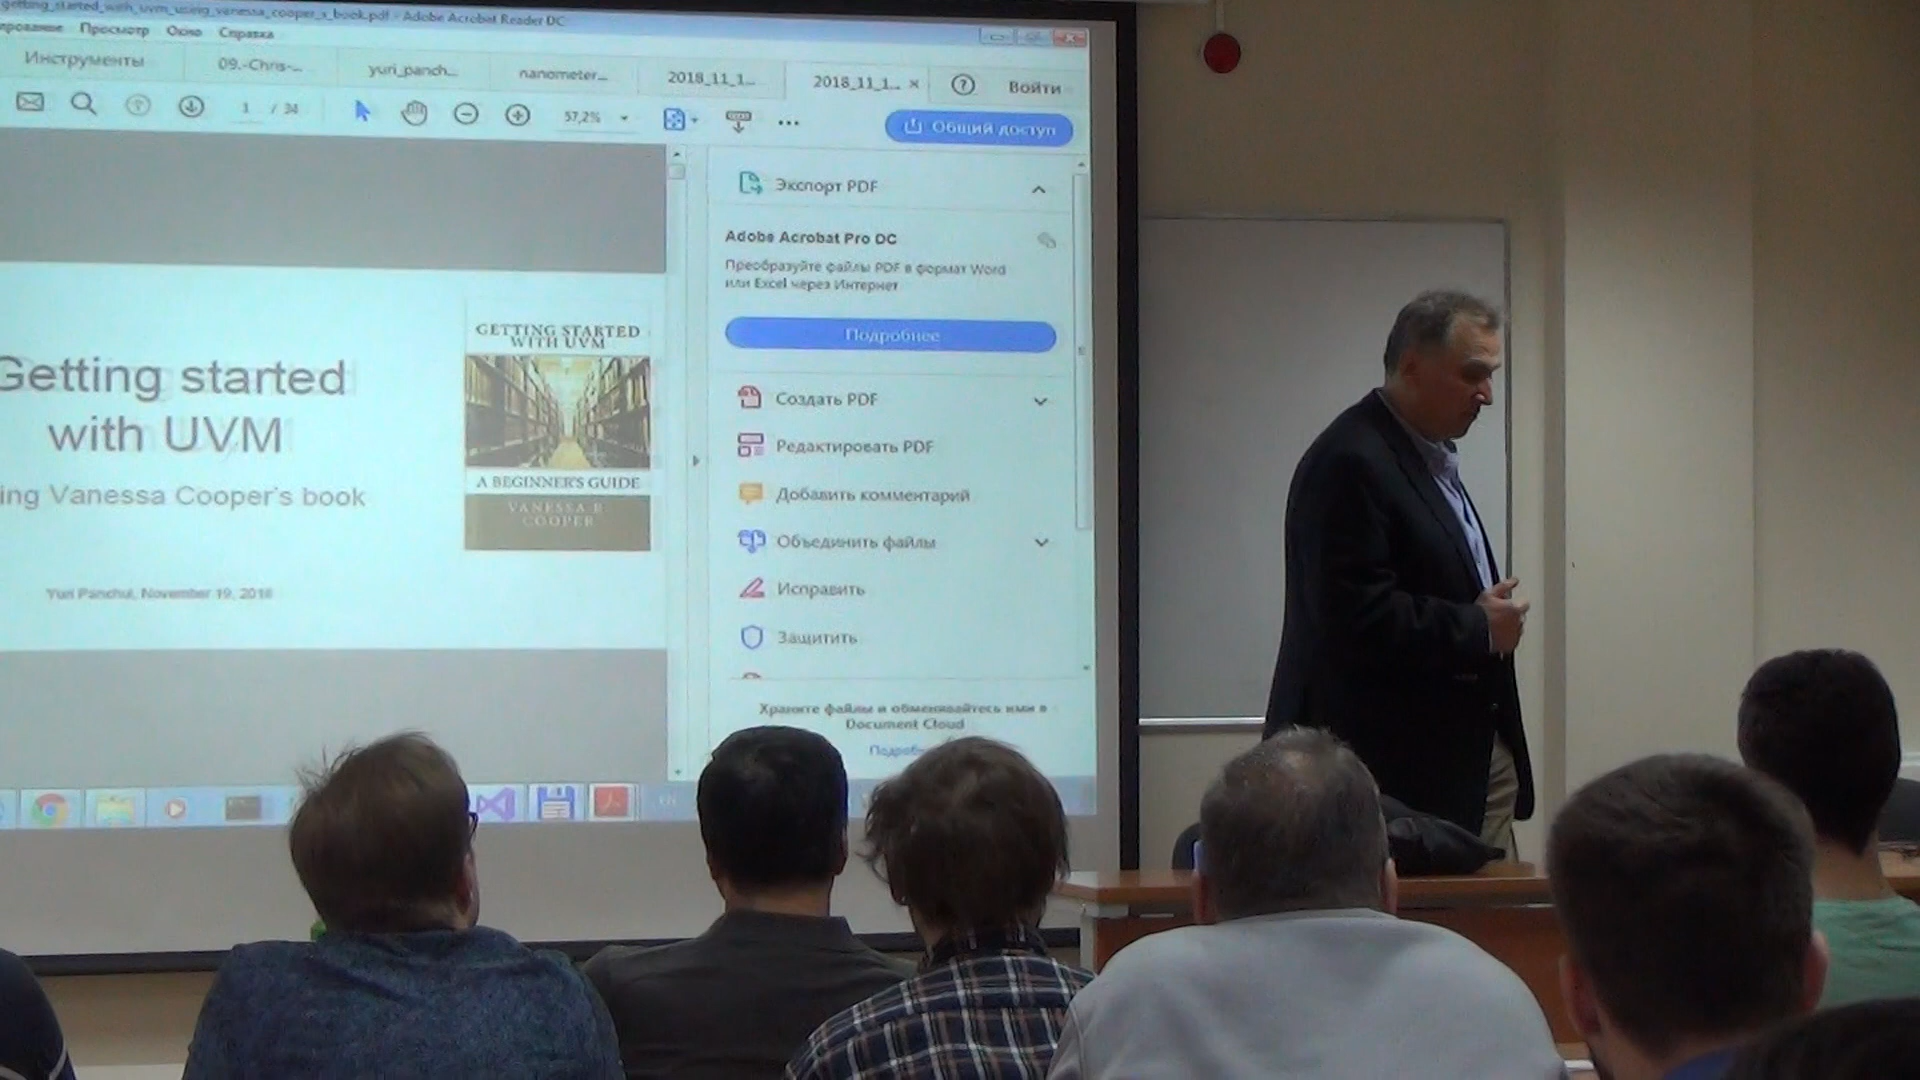 getting_started_with_uvm_using_vanessa_cooper_s_book.pdf - Adobe Acrobat Reader DC
Просмотр Окно Справка
Инструменты 09.-Chris-... yuri_panch... nanometer... 2018_11_1... 2018_11_1... × ? Войти
1 / 34 57,2% ... Общий доступ
Экспорт PDF
Adobe Acrobat Pro DC
Преобразуйте файлы PDF в формат Word
или Excel через Интернет
Подробнее
Создать PDF
Редактировать PDF
Добавить комментарий
Объединить файлы
Исправить
Защитить
Храните файлы и обменивайтесь ими в
Document Cloud
Getting started
with UVM
ing Vanessa Cooper's book
Yuri Panchul, November 19, 2018
GETTING STARTED
WITH UVM
A BEGINNER'S GUIDE
VANESSA R
COOPER
EN